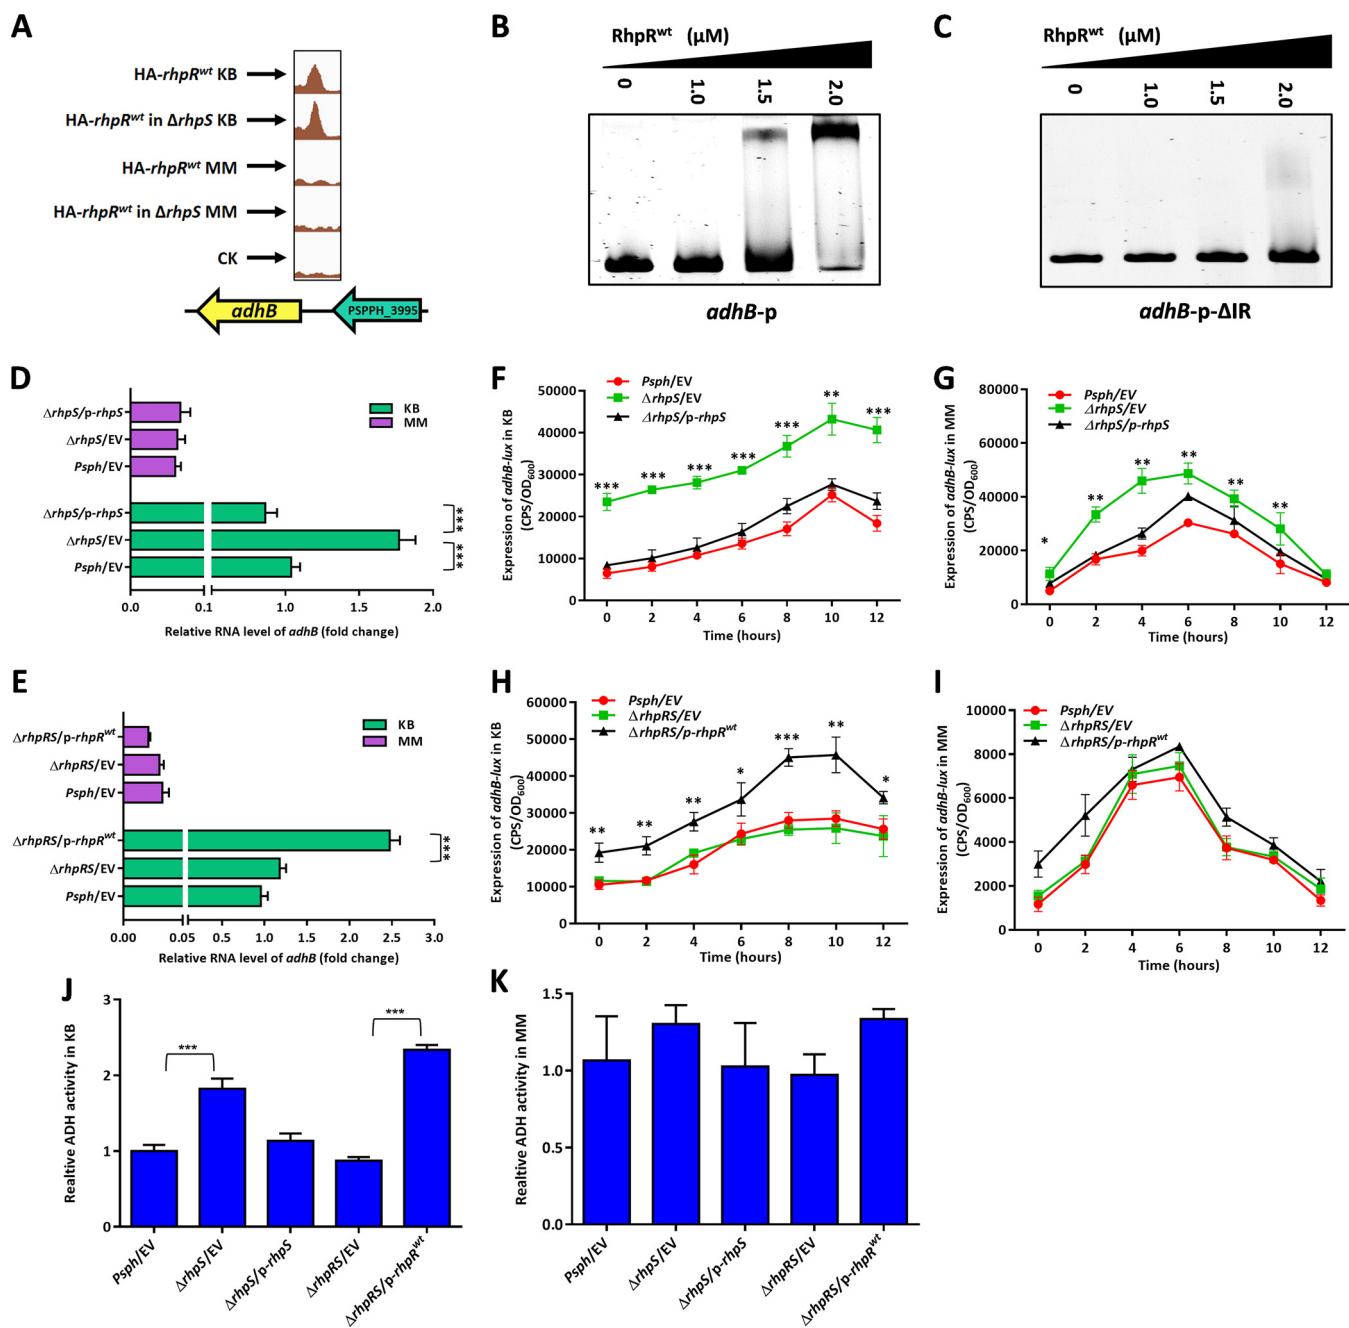 A
HA-rhpRwt KB
HA-rhpRwt in ΔrhpS KB
HA-rhpRwt MM
HA-rhpRwt in ΔrhpS MM
CK
adhB
PSPPH_3995
B
RhpRwt (μM)
0 1.0 1.5 2.0
adhB-p
C
RhpRwt (μM)
0 1.0 1.5 2.0
adhB-p-ΔIR
D
ΔrhpS/p-rhpS
ΔrhpS/EV
Psph/EV
ΔrhpS/p-rhpS
ΔrhpS/EV
Psph/EV
KB
MM
***
***
0.0 0.1 1.0 2.0
Relative RNA level of adhB (fold change)
F
Psph/EV
ΔrhpS/EV
ΔrhpS/p-rhpS
Expression of adhB-lux in KB
(CPS/OD600)
50000
40000
30000
20000
10000
0
*** *** *** *** *** ** ***
0 2 4 6 8 10 12
Time (hours)
G
Psph/EV
ΔrhpS/EV
ΔrhpS/p-rhpS
Expression of adhB-lux in MM
(CPS/OD600)
80000
60000
40000
20000
0
* ** ** ** ** **
0 2 4 6 8 10 12
Time (hours)
E
ΔrhpRS/p-rhpRwt
ΔrhpRS/EV
Psph/EV
ΔrhpRS/p-rhpRwt
ΔrhpRS/EV
Psph/EV
KB
MM
***
0.00 0.05 0.5 1.0 1.5 2.0 2.5 3.0
Relative RNA level of adhB (fold change)
H
Psph/EV
ΔrhpRS/EV
ΔrhpRS/p-rhpRwt
Expression of adhB-lux in KB
(CPS/OD600)
60000
50000
40000
30000
20000
10000
0
** ** ** * *** ** *
0 2 4 6 8 10 12
Time (hours)
I
Psph/EV
ΔrhpRS/EV
ΔrhpRS/p-rhpRwt
Expression of adhB-lux in MM
(CPS/OD600)
10000
8000
6000
4000
2000
0
0 2 4 6 8 10 12
Time (hours)
J
Realtive ADH activity in KB
3
2
1
0
***
***
Psph/EV
ΔrhpS/EV
ΔrhpS/p-rhpS
ΔrhpRS/EV
ΔrhpRS/p-rhpRwt
K
Realtive ADH activity in MM
1.5
1.0
0.5
0.0
Psph/EV
ΔrhpS/EV
ΔrhpS/p-rhpS
ΔrhpRS/EV
ΔrhpRS/p-rhpRwt